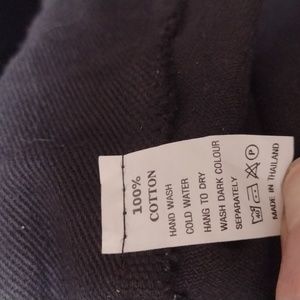 100%
COTTON
HAND WASH
COLD WATER
HANG TO DRY
WASH DARK COLOUR
SEPARATELY
MADE IN THAILAND